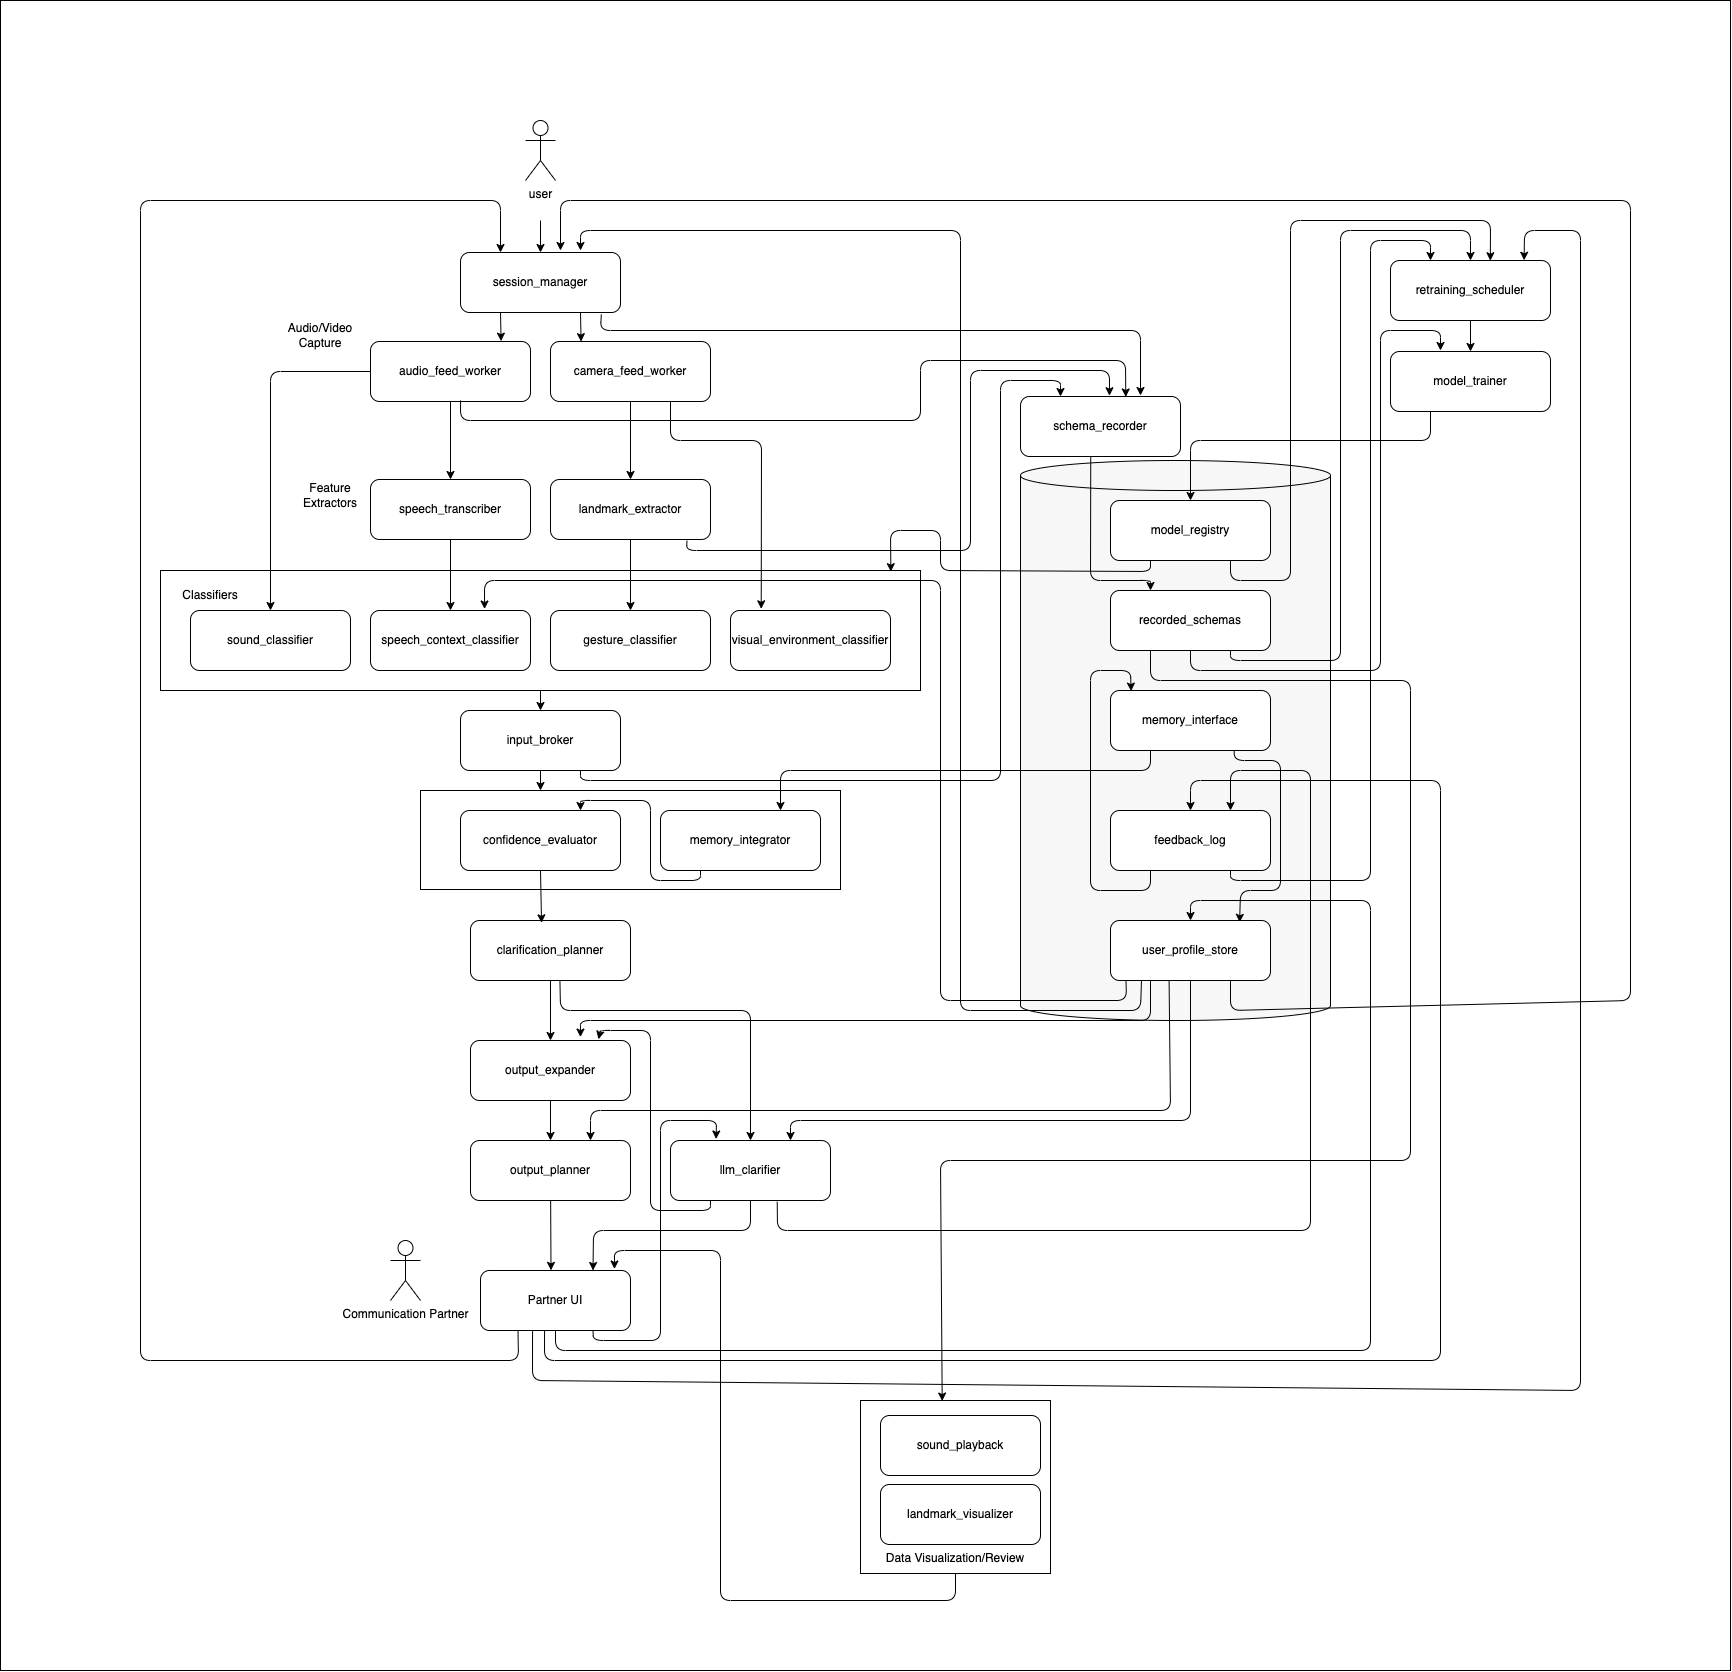 user
session_manager
retraining_scheduler
Audio/Video
Capture
audio_feed_worker
camera_feed_worker
model_trainer
schema_recorder
Feature
Extractors
speech_transcriber
landmark_extractor
model_registry
Classifiers
sound_classifier
speech_context_classifier
gesture_classifier
visual_environment_classifier
recorded_schemas
input_broker
memory_interface
confidence_evaluator
memory_integrator
feedback_log
clarification_planner
user_profile_store
output_expander
output_planner
llm_clarifier
Partner UI
Communication Partner
sound_playback
landmark_visualizer
Data Visualization/Review